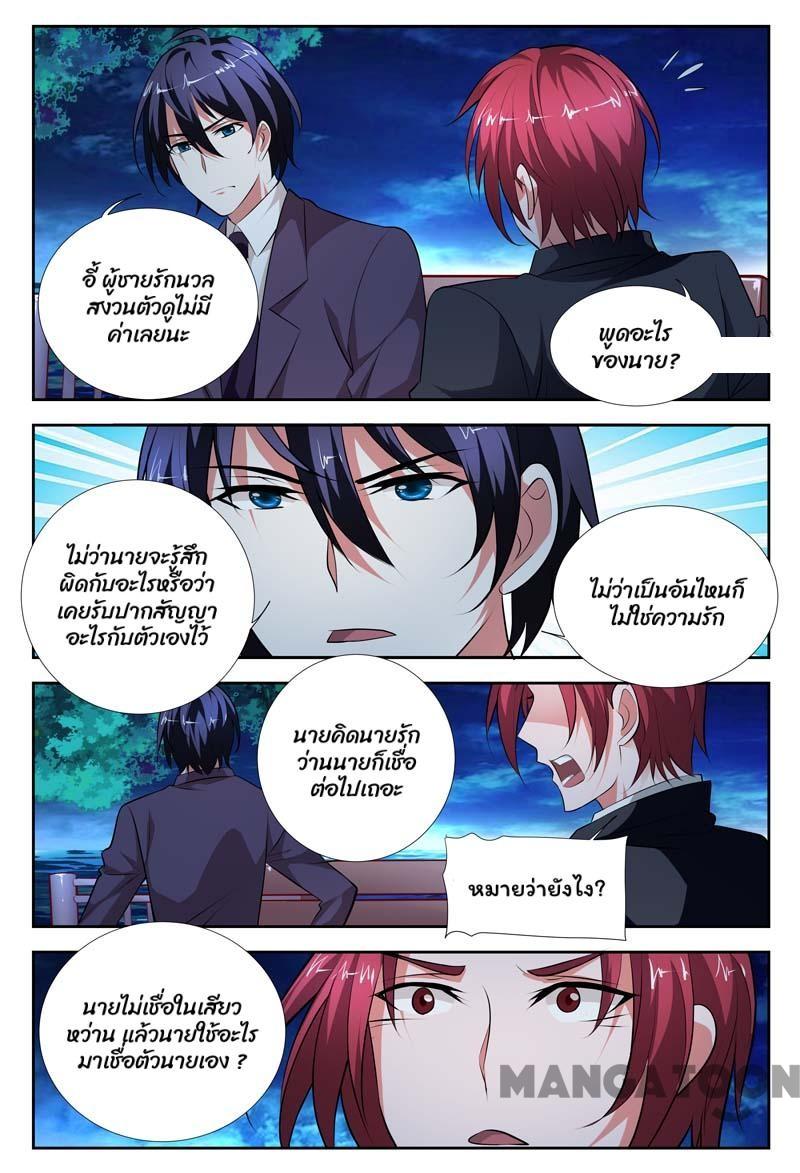 อี้ ผู้ชายรักนวล
สงวนตัวดูไม่มี
ค่าเลยนะ
พูดอะไร
ของนาย?
ไม่ว่านายจะรู้สึก
ผิดกับอะไรหรือว่า
เคยรับปากสัญญา
อะไรกับตัวเองไว้
ไม่ว่าเป็นอันไหนก็
ไม่ใช่ความรัก
นายคิดนายรัก
ว่านนายก็เชื่อ
ต่อไปเถอะ
หมายว่ายังไง?
นายไม่เชื่อในเสียว
หว่าน แล้วนายใช้อะไร
มาเชื่อตัวนายเอง ?
MANGATOON